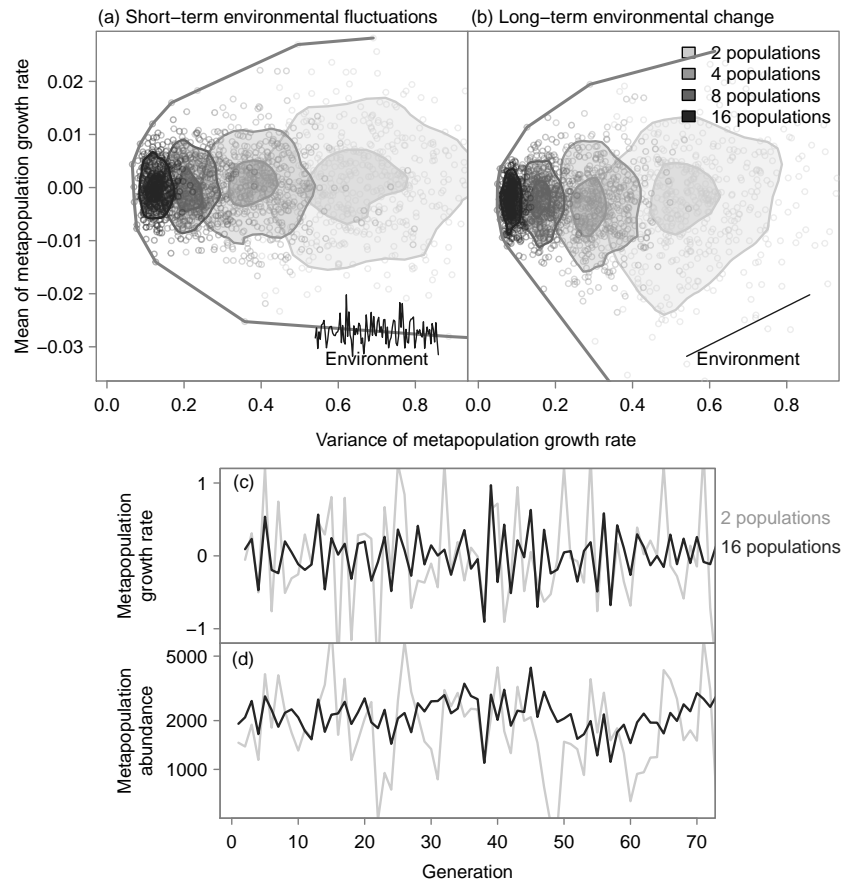 (a) Short−term environmental fluctuations
(b) Long−term environmental change
2 populations
4 populations
8 populations
16 populations
Mean of metapopulation growth rate
0.02
0.01
0.00
−0.01
−0.02
−0.03
Environment
Environment
0.0 0.2 0.4 0.6 0.8
0.0 0.2 0.4 0.6 0.8
Variance of metapopulation growth rate
(c)
Metapopulation
growth rate
1
0
−1
2 populations
16 populations
(d)
Metapopulation
abundance
5000
2000
1000
0 10 20 30 40 50 60 70
Generation